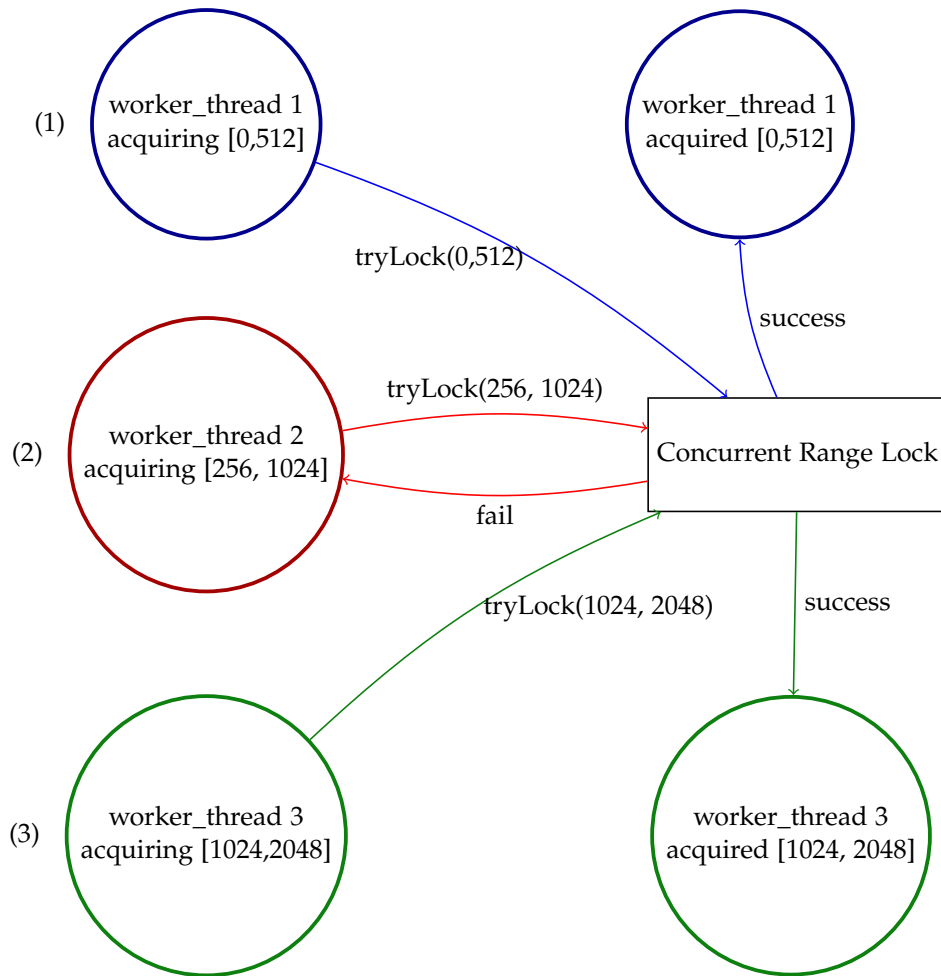 (1)
worker_thread 1
acquiring [0,512]
worker_thread 1
acquired [0,512]
tryLock(0,512)
success
(2)
worker_thread 2
acquiring [256, 1024]
tryLock(256, 1024)
fail
Concurrent Range Lock
tryLock(1024, 2048)
success
(3)
worker_thread 3
acquiring [1024,2048]
worker_thread 3
acquired [1024, 2048]